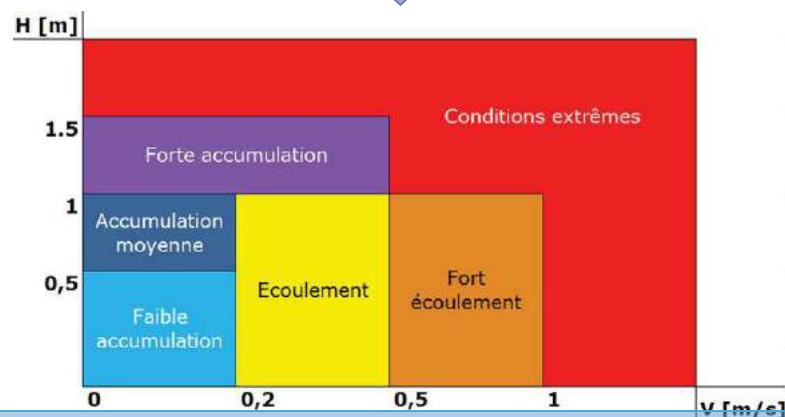 H [m]
Conditions extrêmes
1.5
Forte accumulation
1
Accumulation
moyenne
0,5
Ecoulement
Fort
écoulement
Faible
accumulation
0
0,2
0,5
1
V [m/s]